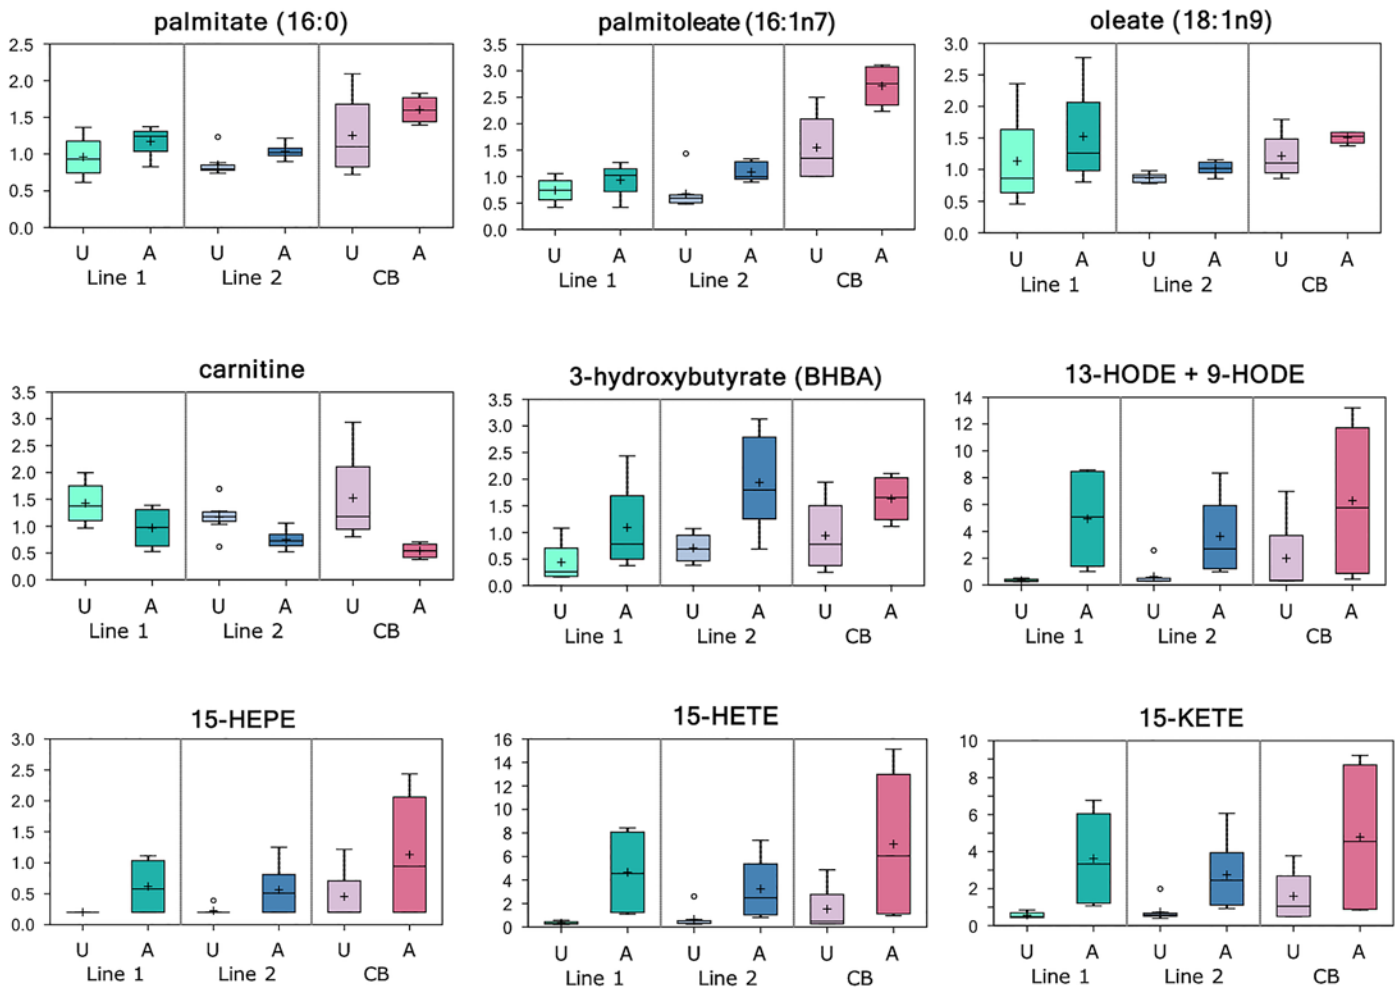 palmitate (16:0)
2.5
2.0
1.5
1.0
0.5
0.0
U A U A U A
Line 1 Line 2 CB
palmitoleate (16:1n7)
3.5
3.0
2.5
2.0
1.5
1.0
0.5
0.0
U A U A U A
Line 1 Line 2 CB
oleate (18:1n9)
3.0
2.5
2.0
1.5
1.0
0.5
0.0
U A U A U A
Line 1 Line 2 CB
carnitine
3.5
3.0
2.5
2.0
1.5
1.0
0.5
0.0
U A U A U A
Line 1 Line 2 CB
3-hydroxybutyrate (BHBA)
3.5
3.0
2.5
2.0
1.5
1.0
0.5
0.0
U A U A U A
Line 1 Line 2 CB
13-HODE + 9-HODE
14
12
10
8
6
4
2
0
U A U A U A
Line 1 Line 2 CB
15-HEPE
3.0
2.5
2.0
1.5
1.0
0.5
0.0
U A U A U A
Line 1 Line 2 CB
15-HETE
16
14
12
10
8
6
4
2
0
U A U A U A
Line 1 Line 2 CB
15-KETE
10
8
6
4
2
0
U A U A U A
Line 1 Line 2 CB